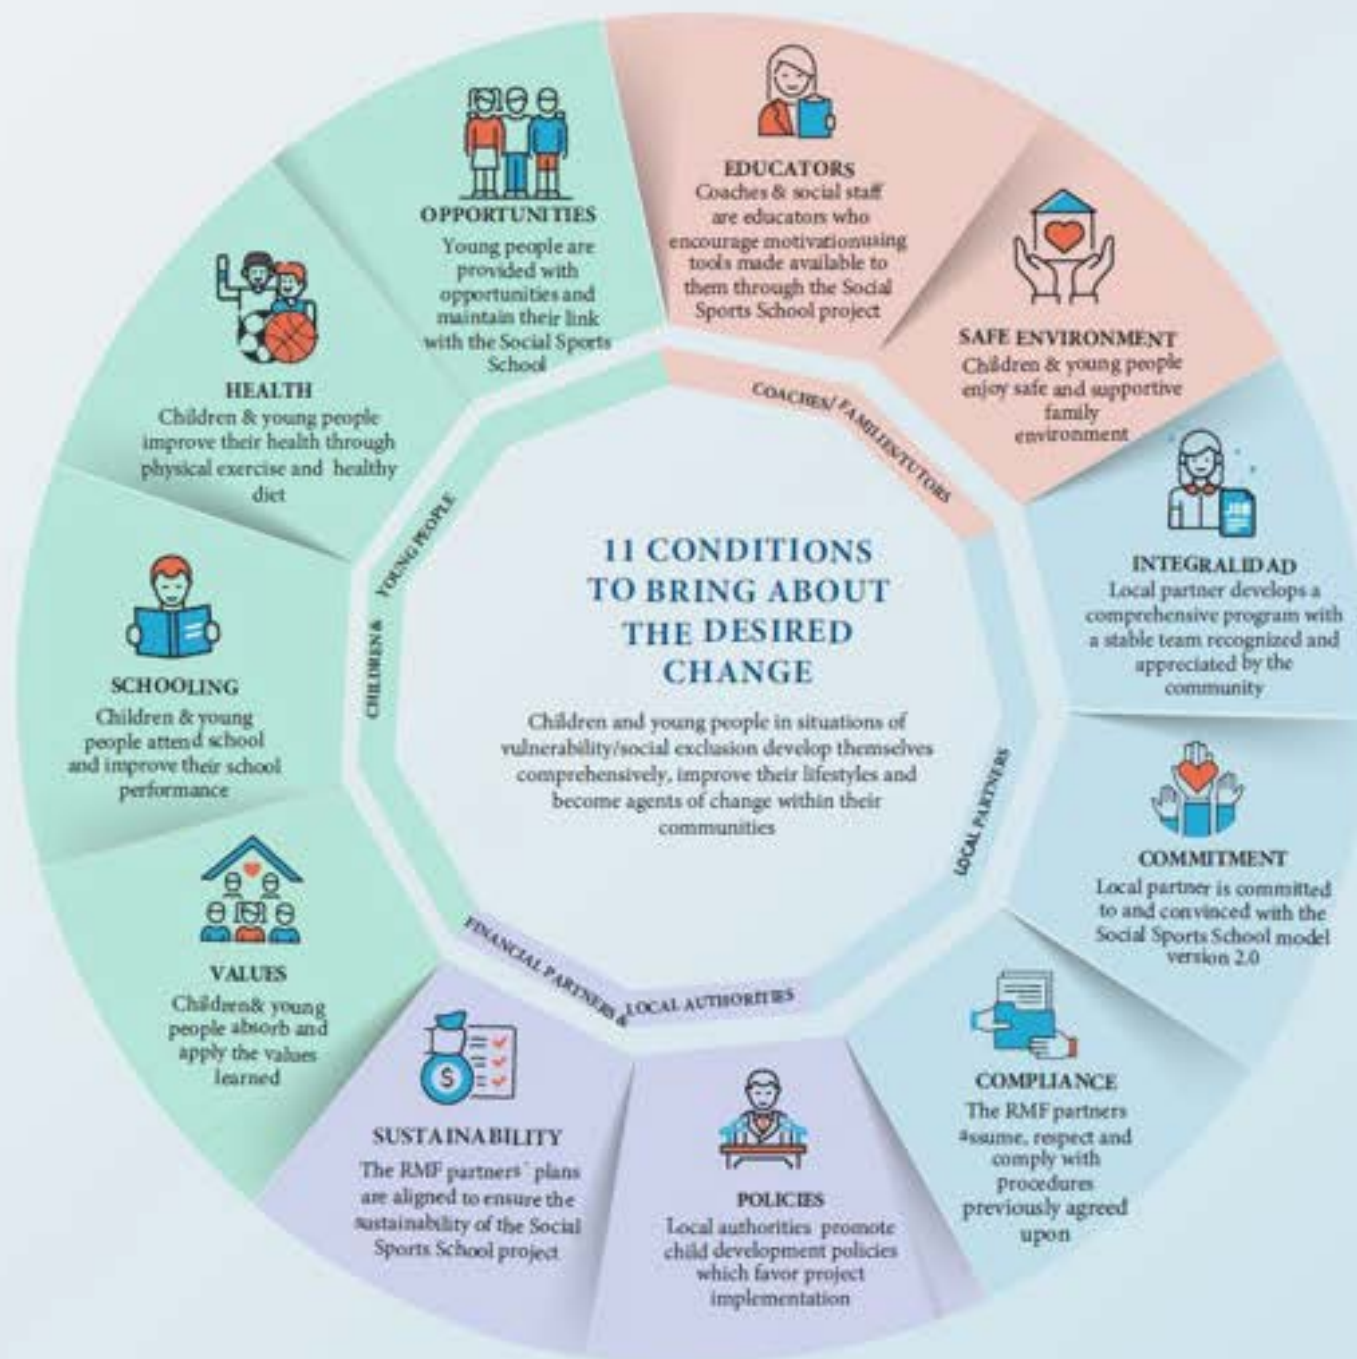 11 CONDITIONS
TO BRING ABOUT
THE DESIRED
CHANGE
Children and young people in situations of
vulnerability/social exclusion develop themselves
comprehensively, improve their lifestyles and
become agents of change within their
communities
COACHES/ FAMILIES/TUTORS
EDUCATORS
Coaches & social staff
are educators who
encourage motivationusing
tools made available to
them through the Social
Sports School project
SAFE ENVIRONMENT
Children & young people
enjoy safe and supportive
family
environment
LOCAL PARTNERS
INTEGRALIDAD
Local partner develops a
comprehensive program with
a stable team recognized and
appreciated by the
community
JOB
COMMITMENT
Local partner is committed
to and convinced with the
Social Sports School model
version 2.0
COMPLIANCE
The RMF partners
assume, respect and
comply with
procedures
previously agreed
upon
FINANCIAL PARTNERS & LOCAL AUTHORITIES
POLICIES
Local authorities promote
child development policies
which favor project
implementation
SUSTAINABILITY
The RMF partners´ plans
are aligned to ensure the
sustainability of the Social
Sports School project
$
CHILDREN& YOUNG PEOPLE
VALUES
Children& young
people absorb and
apply the values
learned
SCHOOLING
Children & young
people attend school
and improve their school
performance
HEALTH
Children & young people
improve their health through
physical exercise and healthy
diet
OPPORTUNITIES
Young people are
provided with
opportunities and
maintain their link
with the Social Sports
School